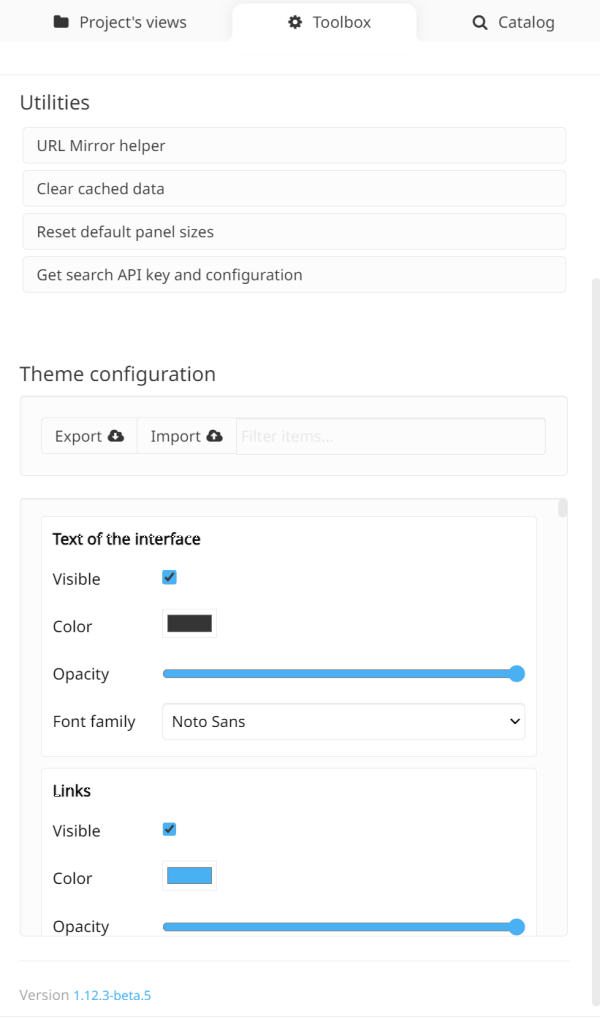 Project's views
Toolbox
Catalog
Utilities
URL Mirror helper
Clear cached data
Reset default panel sizes
Get search API key and configuration
Theme configuration
Export
Import
Filter items...
Text of the interface
Visible
Color
Opacity
Font family
Noto Sans
Links
Visible
Color
Opacity
Version 1.12.3-beta.5